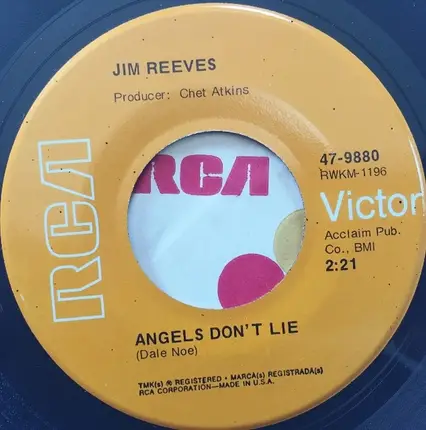 JIM REEVES
Producer: Chet Atkins
RCA
RCA
47-9880
RWKM-1196
Victor
Acclaim Pub.
Co., BMI
2:21
ANGELS DON'T LIE
(Dale Noe)
TMK(s) ® REGISTERED • MARCA(s) REGISTRADA(s)
RCA CORPORATION—MADE IN U.S.A.